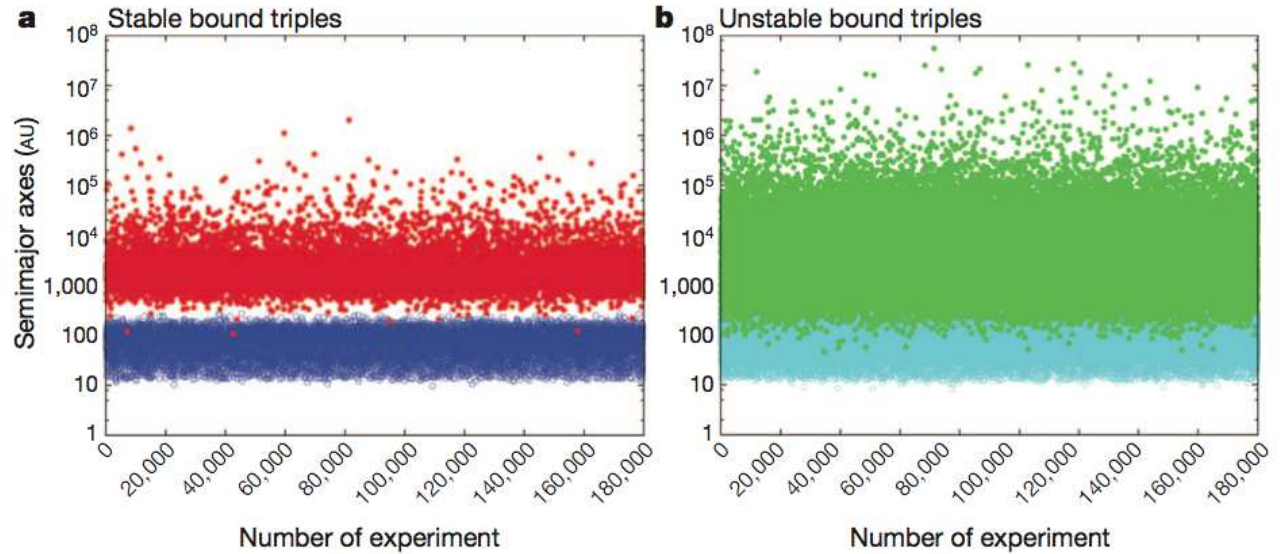 a Stable bound triples
10⁸
10⁷
10⁶
10⁵
10⁴
1,000
100
10
1
Semimajor axes (AU)
0 20,000 40,000 60,000 80,000 100,000 120,000 140,000 160,000 180,000
Number of experiment
b Unstable bound triples
10⁸
10⁷
10⁶
10⁵
10⁴
1,000
100
10
1
0 20,000 40,000 60,000 80,000 100,000 120,000 140,000 160,000 180,000
Number of experiment